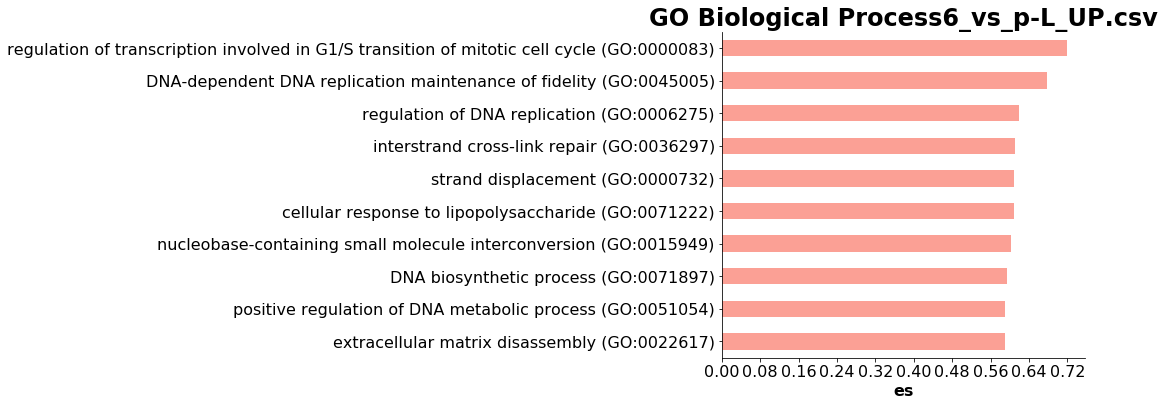 GO Biological Process6_vs_p-L_UP.csv
regulation of transcription involved in G1/S transition of mitotic cell cycle (GO:0000083)
DNA-dependent DNA replication maintenance of fidelity (GO:0045005)
regulation of DNA replication (GO:0006275)
interstrand cross-link repair (GO:0036297)
strand displacement (GO:0000732)
cellular response to lipopolysaccharide (GO:0071222)
nucleobase-containing small molecule interconversion (GO:0015949)
DNA biosynthetic process (GO:0071897)
positive regulation of DNA metabolic process (GO:0051054)
extracellular matrix disassembly (GO:0022617)
0.00 0.08 0.16 0.24 0.32 0.40 0.48 0.56 0.64 0.72
es